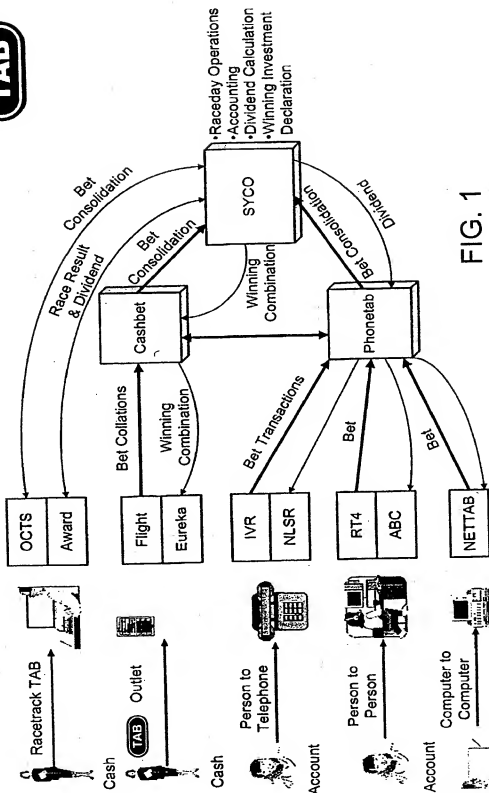 TAB
Racetrack TAB
Cash
OCTS
Award
Bet
Consolidation
Race Result
& Dividend
TAB Outlet
Cash
Flight
Eureka
Bet Collations
Winning
Combination
Cashbet
Bet
Consolidation
SYCO
•Raceday Operations
•Accounting
•Dividend Calculation
•Winning Investment
Declaration
Winning
Combination
Person to
Telephone
Account
IVR
NLSR
Bet Transactions
Phonetab
Bet Consolidation
Dividend
Person to
Person
Account
RT4
ABC
Bet
Computer to
Computer
NETTAB
Bet
FIG. 1